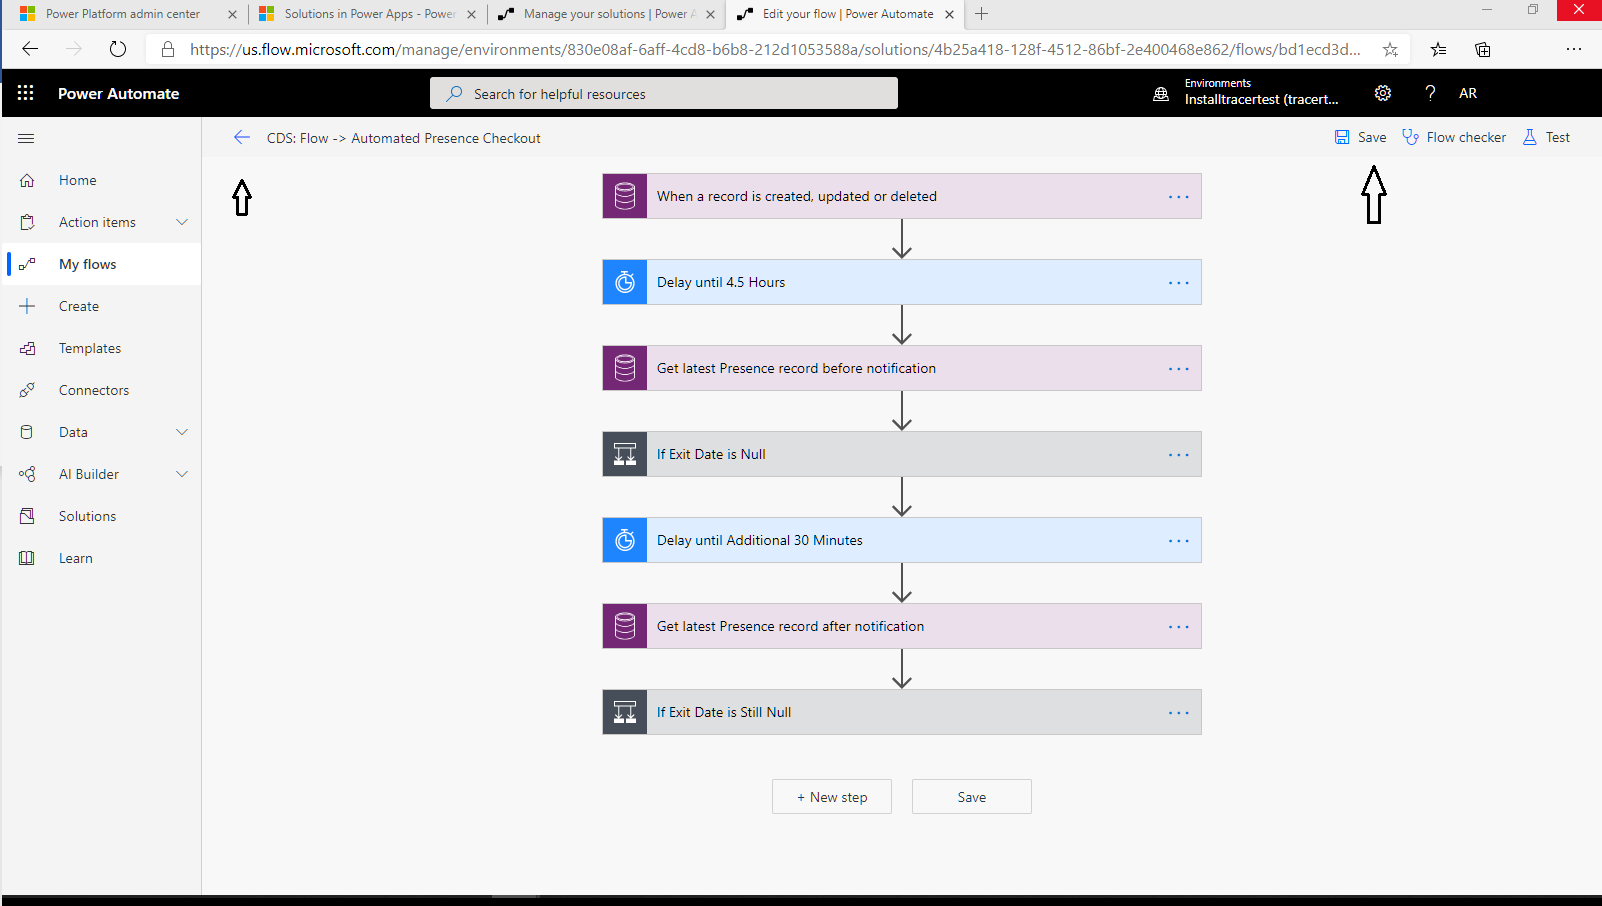 Power Platform admin center
Solutions in Power Apps - Power
Manage your solutions | Power A
Edit your flow | Power Automate
https://us.flow.microsoft.com/manage/environments/830e08af-6aff-4cd8-b6b8-212d1053588a/solutions/4b25a418-128f-4512-86bf-2e400468e862/flows/bd1ecd3d...
Power Automate
Search for helpful resources
Environments
Installtracertest (tracert...
?
AR
CDS: Flow -> Automated Presence Checkout
Save
Flow checker
Test
Home
Action items
My flows
Create
Templates
Connectors
Data
AI Builder
Solutions
Learn
When a record is created, updated or deleted
Delay until 4.5 Hours
Get latest Presence record before notification
If Exit Date is Null
Delay until Additional 30 Minutes
Get latest Presence record after notification
If Exit Date is Still Null
+ New step
Save